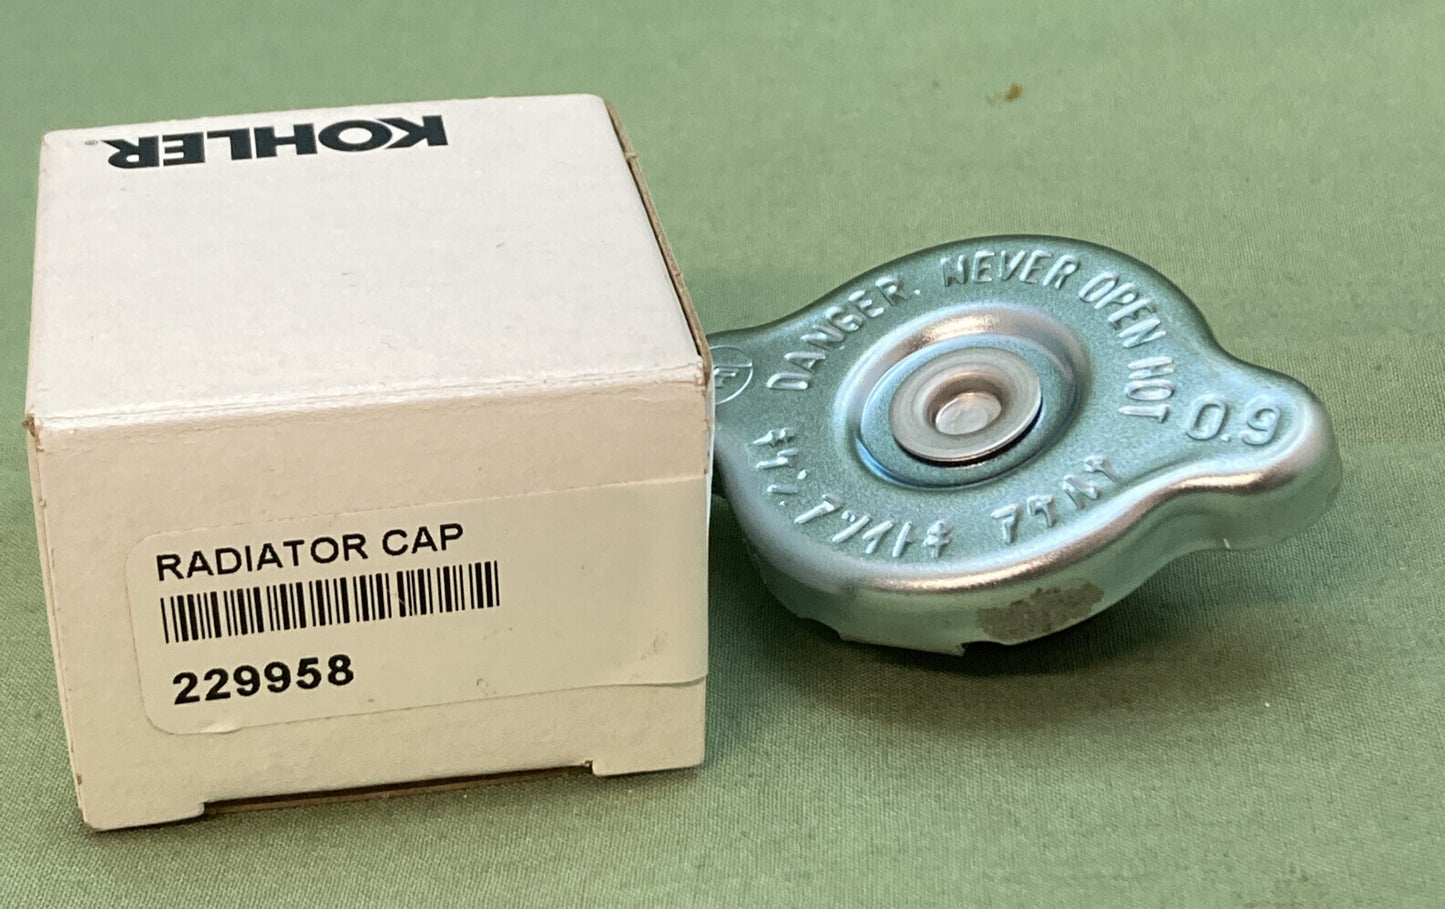 KOHLER®
RADIATOR CAP
229958
DANGER. NEVER OPEN HOT
0.9
キケン. アツイトキ アケルナ